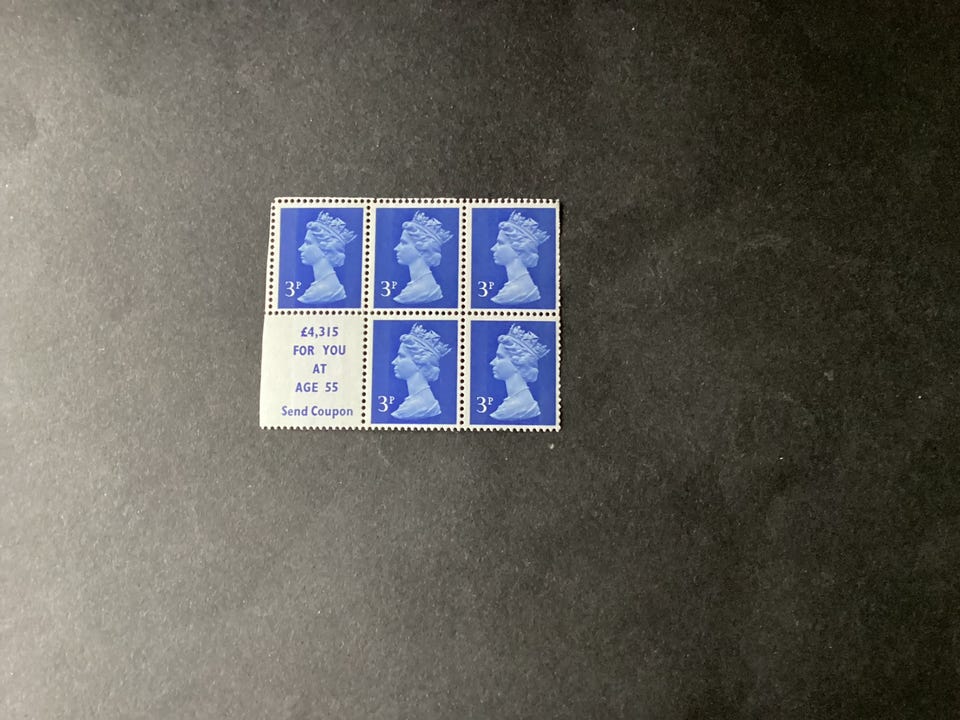 3P 3P 3P
£4,315
FOR YOU
AT
AGE 55
Send Coupon
3P 3P